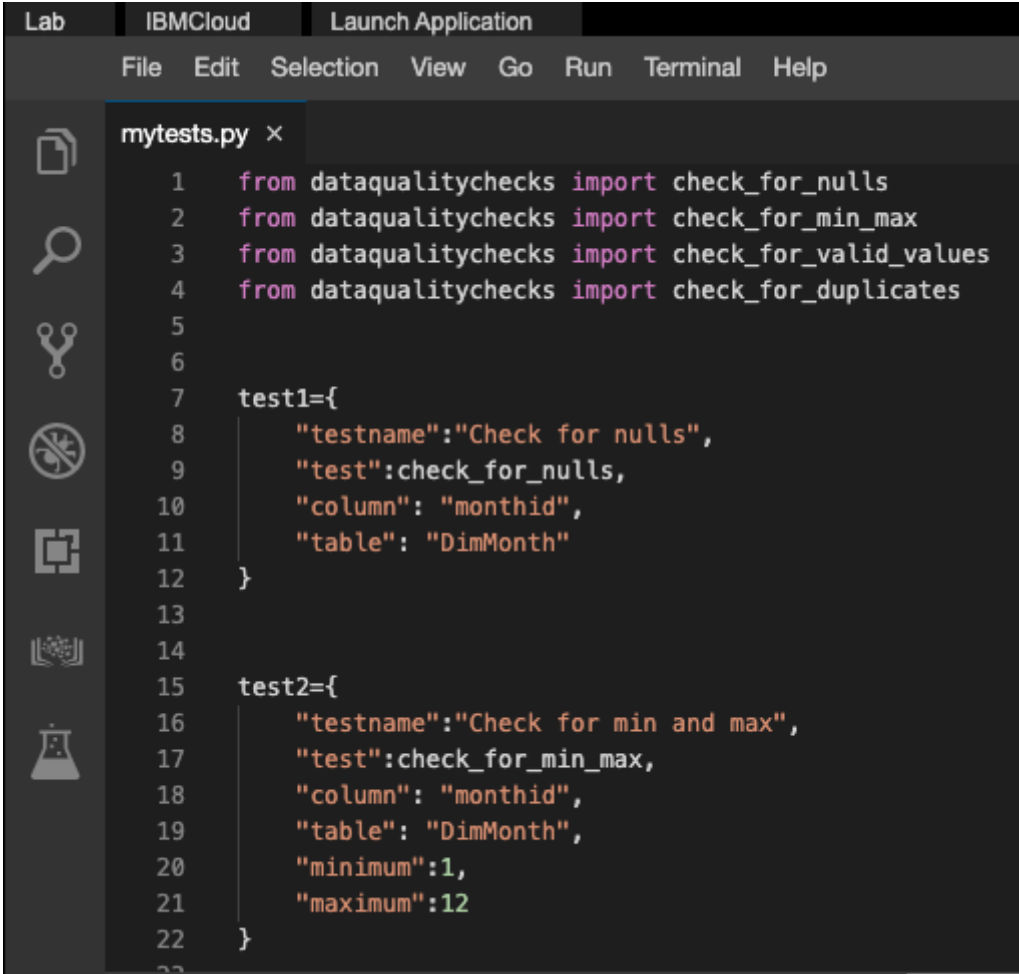 Lab IBMCloud Launch Application
File Edit Selection View Go Run Terminal Help
mytests.py ×
1 from dataqualitychecks import check_for_nulls
2 from dataqualitychecks import check_for_min_max
3 from dataqualitychecks import check_for_valid_values
4 from dataqualitychecks import check_for_duplicates
5
6
7 test1={
8     "testname":"Check for nulls",
9     "test":check_for_nulls,
10     "column": "monthid",
11     "table": "DimMonth"
12 }
13
14
15 test2={
16     "testname":"Check for min and max",
17     "test":check_for_min_max,
18     "column": "monthid",
19     "table": "DimMonth",
20     "minimum":1,
21     "maximum":12
22 }
23